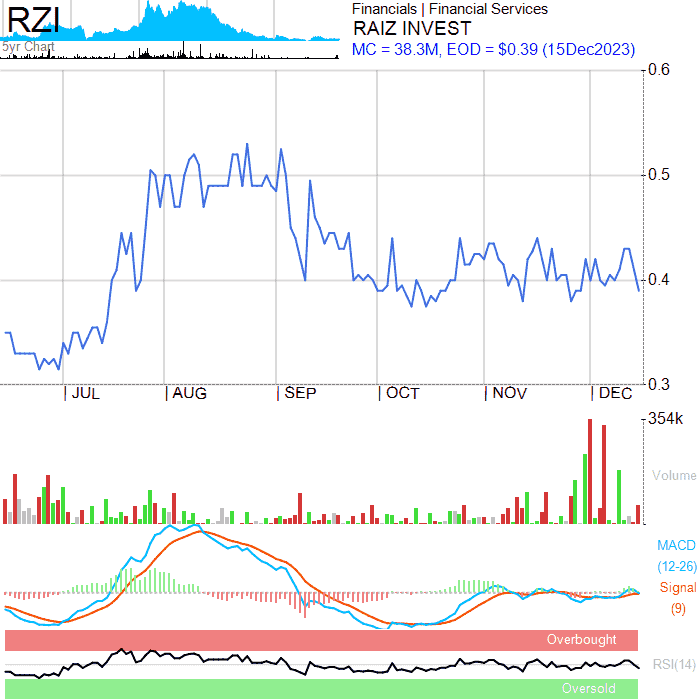 RZI
5yr Chart
Financials | Financial Services
RAIZ INVEST
MC = 38.3M, EOD = $0.39 (15Dec2023)
0.6
0.5
0.4
0.3
| JUL | AUG | SEP | OCT | NOV | DEC
354k
Volume
MACD
(12-26)
Signal
(9)
Overbought
RSI(14)
Oversold